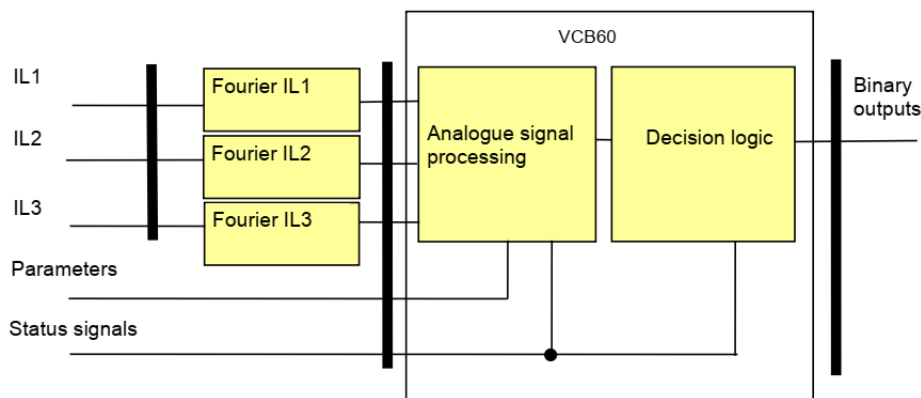 VCB60
IL1
Fourier IL1
Binary
outputs
IL2
Fourier IL2
Analogue signal
processing
Decision logic
IL3
Fourier IL3
Parameters
Status signals